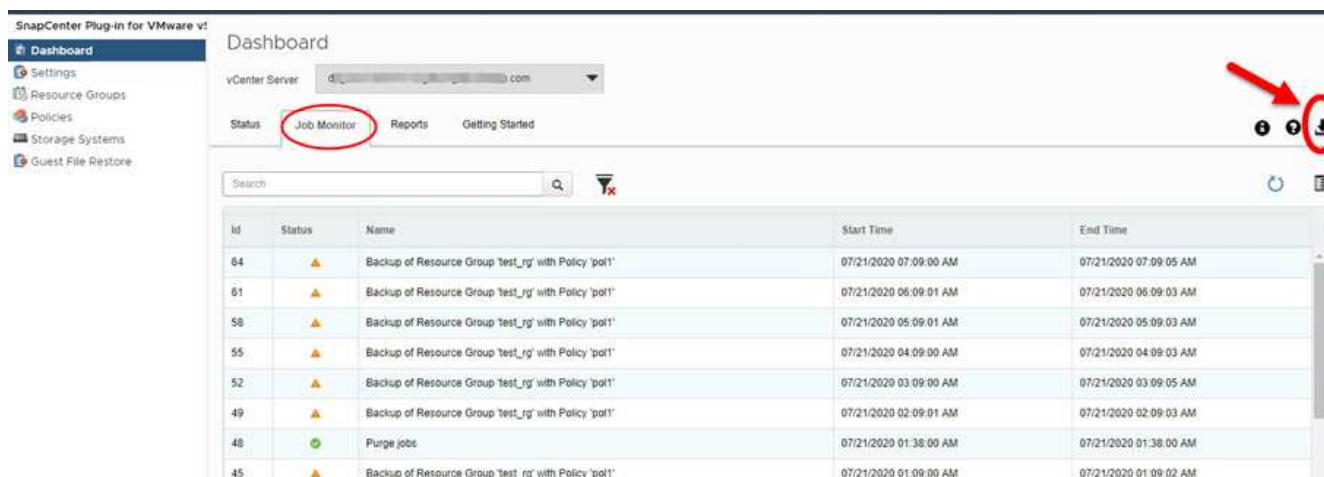 SnapCenter Plug-in for VMware vS
Dashboard
Settings
Resource Groups
Policies
Storage Systems
Guest File Restore
Dashboard
vCenter Server .com
Status Job Monitor Reports Getting Started
Search
Id Status Name Start Time End Time
64 Backup of Resource Group 'test_rg' with Policy 'pol1' 07/21/2020 07:09:00 AM 07/21/2020 07:09:05 AM
61 Backup of Resource Group 'test_rg' with Policy 'pol1' 07/21/2020 06:09:01 AM 07/21/2020 06:09:03 AM
58 Backup of Resource Group 'test_rg' with Policy 'pol1' 07/21/2020 05:09:01 AM 07/21/2020 05:09:03 AM
55 Backup of Resource Group 'test_rg' with Policy 'pol1' 07/21/2020 04:09:00 AM 07/21/2020 04:09:03 AM
52 Backup of Resource Group 'test_rg' with Policy 'pol1' 07/21/2020 03:09:00 AM 07/21/2020 03:09:05 AM
49 Backup of Resource Group 'test_rg' with Policy 'pol1' 07/21/2020 02:09:01 AM 07/21/2020 02:09:03 AM
48 Purge jobs 07/21/2020 01:38:00 AM 07/21/2020 01:38:00 AM
45 Backup of Resource Group 'test_rg' with Policy 'pol1' 07/21/2020 01:09:00 AM 07/21/2020 01:09:02 AM